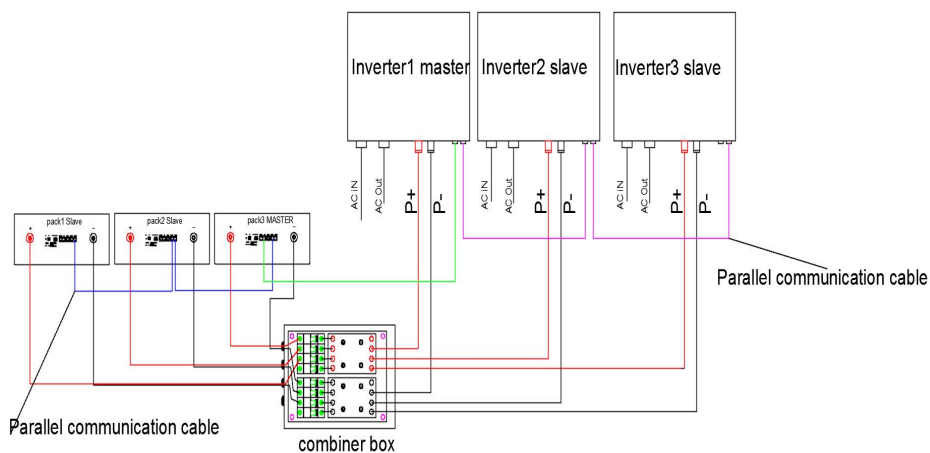 Inverter1 master
Inverter2 slave
Inverter3 slave
AC iN
AC Out
P+
P-
AC iN
AC Out
P+
P-
AC iN
AC Out
P+
P-
pack1 Slave
pack2 Slave
pack3 MASTER
+
-
+
-
+
-
Parallel communication cable
Parallel communication cable
combiner box